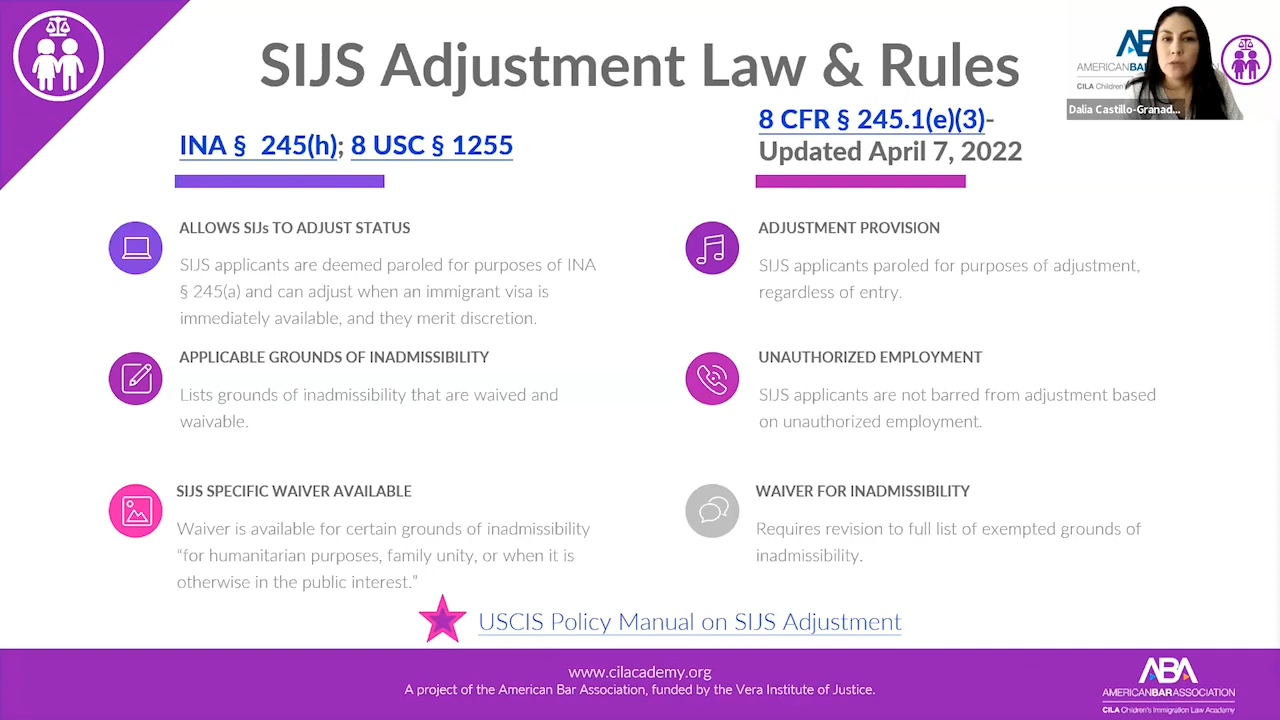 SIJS Adjustment Law & Rules
INA § 245(h); 8 USC § 1255
8 CFR § 245.1(e)(3)-
Updated April 7, 2022
ALLOWS SIJs TO ADJUST STATUS
SIJS applicants are deemed paroled for purposes of INA
§ 245(a) and can adjust when an immigrant visa is
immediately available, and they merit discretion.
APPLICABLE GROUNDS OF INADMISSIBILITY
Lists grounds of inadmissibility that are waived and
waivable.
SIJS SPECIFIC WAIVER AVAILABLE
Waiver is available for certain grounds of inadmissibility
“for humanitarian purposes, family unity, or when it is
otherwise in the public interest.”
ADJUSTMENT PROVISION
SIJS applicants paroled for purposes of adjustment,
regardless of entry.
UNAUTHORIZED EMPLOYMENT
SIJS applicants are not barred from adjustment based
on unauthorized employment.
WAIVER FOR INADMISSIBILITY
Requires revision to full list of exempted grounds of
inadmissibility.
USCIS Policy Manual on SIJS Adjustment
www.cilacademy.org
A project of the American Bar Association, funded by the Vera Institute of Justice.
ABA
AMERICANBARASSOCIATION
CILA Children's Immigration Law Academy
AB
AMERICANBAR
CILA Children
Dalia Castillo-Granad...